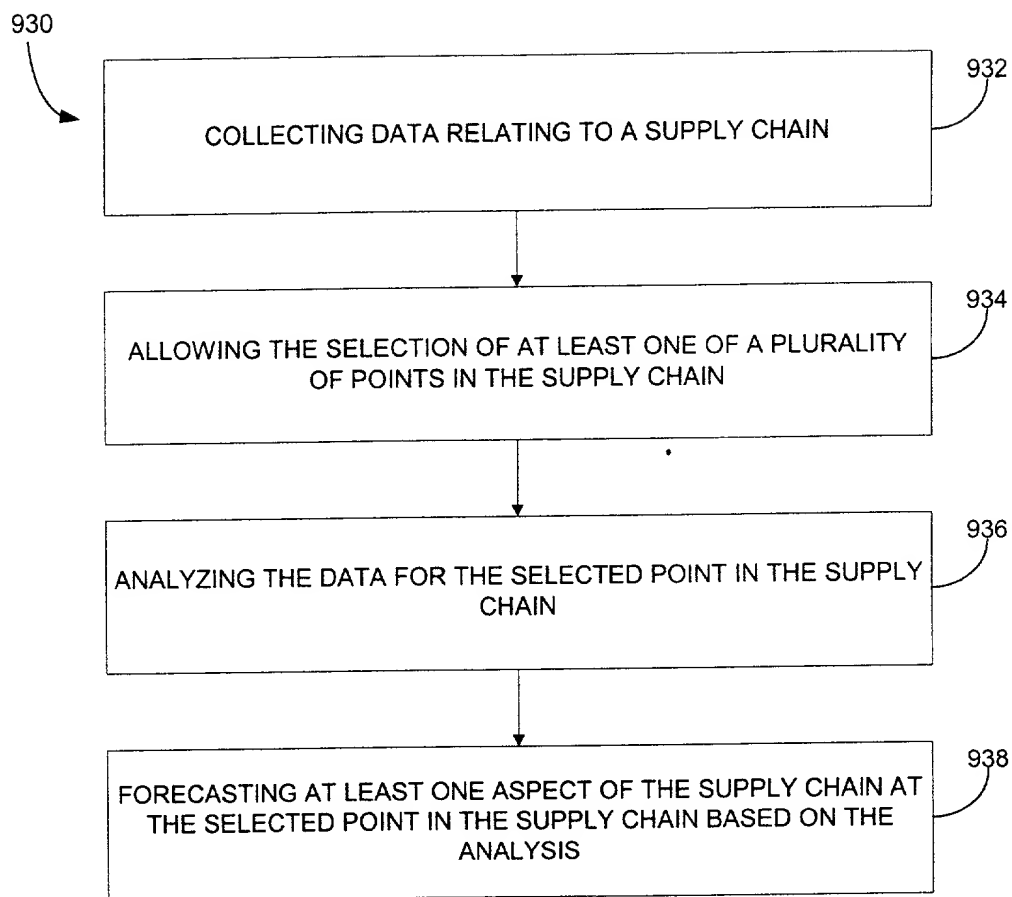 930
932
COLLECTING DATA RELATING TO A SUPPLY CHAIN
934
ALLOWING THE SELECTION OF AT LEAST ONE OF A PLURALITY
OF POINTS IN THE SUPPLY CHAIN
936
ANALYZING THE DATA FOR THE SELECTED POINT IN THE SUPPLY
CHAIN
938
FORECASTING AT LEAST ONE ASPECT OF THE SUPPLY CHAIN AT
THE SELECTED POINT IN THE SUPPLY CHAIN BASED ON THE
ANALYSIS